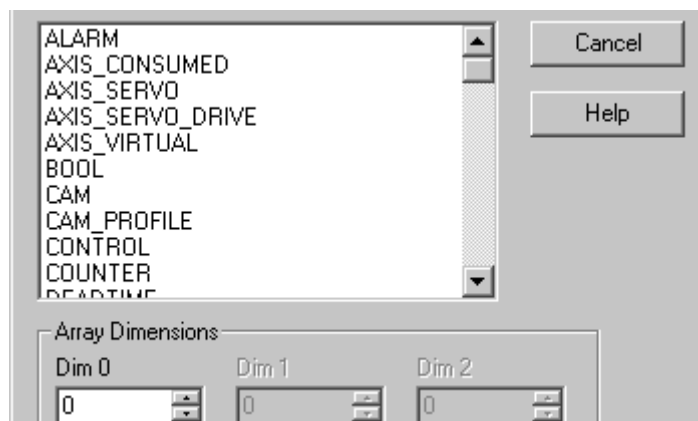 ALARM
AXIS_CONSUMED
AXIS_SERVO
AXIS_SERVO_DRIVE
AXIS_VIRTUAL
BOOL
CAM
CAM_PROFILE
CONTROL
COUNTER
DEADTIME
Cancel
Help
Array Dimensions
Dim 0 Dim 1 Dim 2
0 0 0